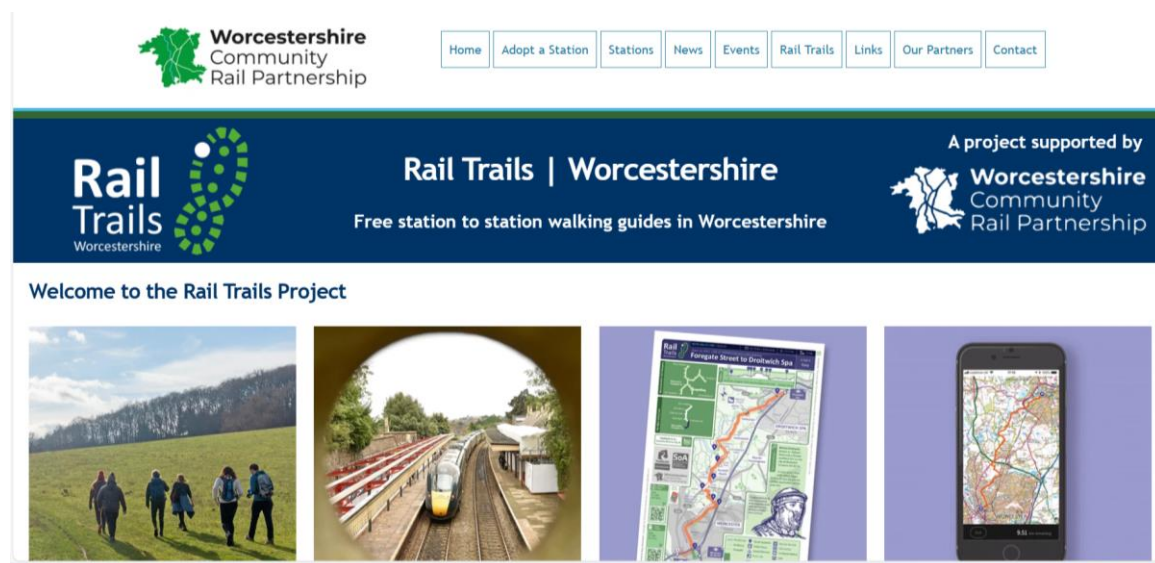 Worcestershire
Community
Rail Partnership
Home
Adopt a Station
Stations
News
Events
Rail Trails
Links
Our Partners
Contact
Rail
Trails
Worcestershire
Rail Trails | Worcestershire
Free station to station walking guides in Worcestershire
A project supported by
Worcestershire
Community
Rail Partnership
Welcome to the Rail Trails Project
Rail
Trails
Foregate Street to Droitwich Spa
9.51